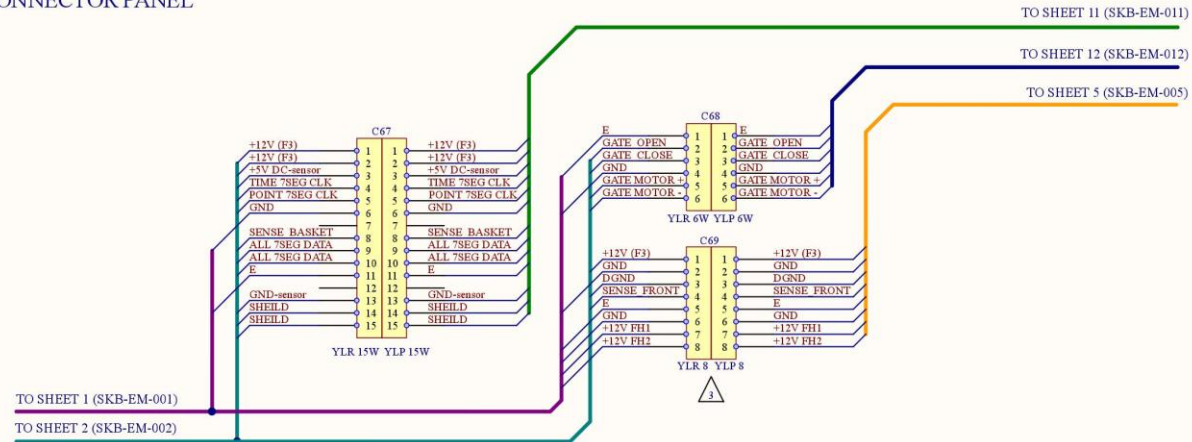 ONNECTOR PANEL
TO SHEET 11 (SKB-EM-011)
TO SHEET 12 (SKB-EM-012)
TO SHEET 5 (SKB-EM-005)
C67
+12V (F3) 1 1 +12V (F3)
+12V (F3) 2 2 +12V (F3)
+5V DC-sensor 3 3 +5V DC-sensor
TIME 7SEG CLK 4 4 TIME 7SEG CLK
POINT 7SEG CLK 5 5 POINT 7SEG CLK
GND 6 6 GND
7 7
SENSE_BASKET 8 8 SENSE_BASKET
ALL 7SEG DATA 9 9 ALL 7SEG DATA
ALL 7SEG DATA 10 10 ALL 7SEG DATA
E 11 11 E
12 12
GND-sensor 13 13 GND-sensor
SHEILD 14 14 SHEILD
SHEILD 15 15 SHEILD
YLR 15W YLP 15W
C68
E 1 1 E
GATE_OPEN 2 2 GATE_OPEN
GATE_CLOSE 3 3 GATE_CLOSE
GND 4 4 GND
GATE MOTOR + 5 5 GATE MOTOR +
GATE MOTOR - 6 6 GATE MOTOR -
YLR 6W YLP 6W
C69
+12V (F3) 1 1 +12V (F3)
GND 2 2 GND
DGND 3 3 DGND
SENSE_FRONT 4 4 SENSE_FRONT
E 5 5 E
GND 6 6 GND
+12V FH1 7 7 +12V FH1
+12V FH2 8 8 +12V FH2
YLR 8 YLP 8
3
TO SHEET 1 (SKB-EM-001)
TO SHEET 2 (SKB-EM-002)